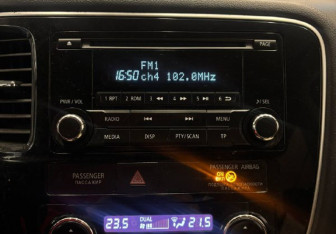 PAGE
FM1
16:50 ch4 102.0MHz
1 RPT 2 RDM 3 ◄◄ 4 ►► 5 6
PWR/VOL
♪/SEL
RADIO
MENU
MEDIA DISP PTY/SCAN TP
PASSENGER
PASSENGER AIRBAG
23.5 DUAL 21.5